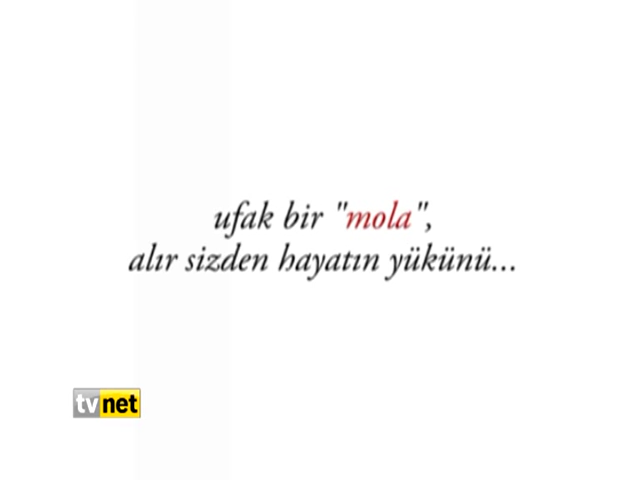 ufak bir "mola",
alır sizden hayatın yükünü...
tvnet